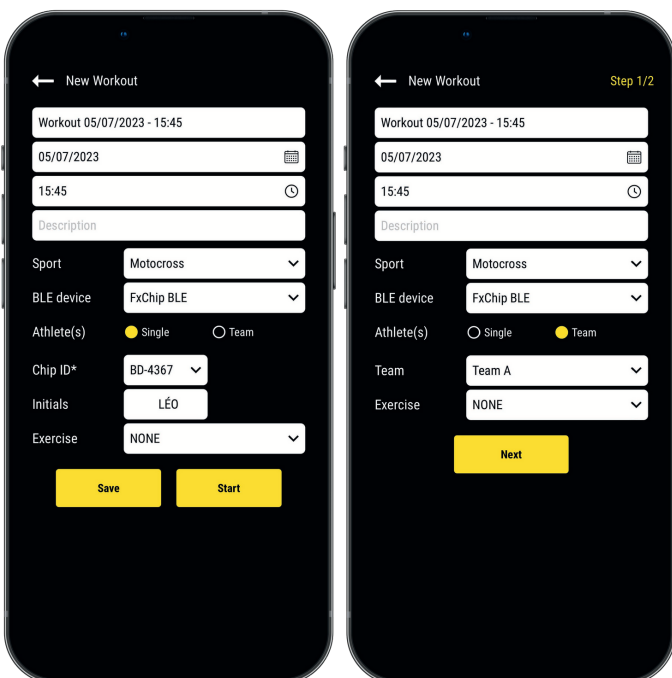 New Workout
Workout 05/07/2023 - 15:45
05/07/2023
15:45
Description
Sport Motocross
BLE device FxChip BLE
Athlete(s) Single Team
Chip ID* BD-4367
Initials LÉO
Exercise NONE
Save Start
New Workout Step 1/2
Workout 05/07/2023 - 15:45
05/07/2023
15:45
Description
Sport Motocross
BLE device FxChip BLE
Athlete(s) Single Team
Team Team A
Exercise NONE
Next